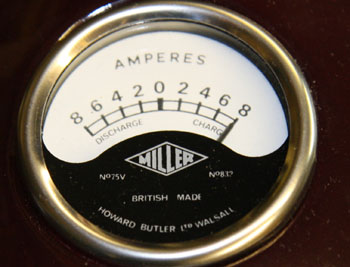 AMPERES
8 6 4 2 0 2 4 6 8
DISCHARGE CHARGE
MILLER
Nº75V Nº832
BRITISH MADE
HOWARD BUTLER LTD WALSALL